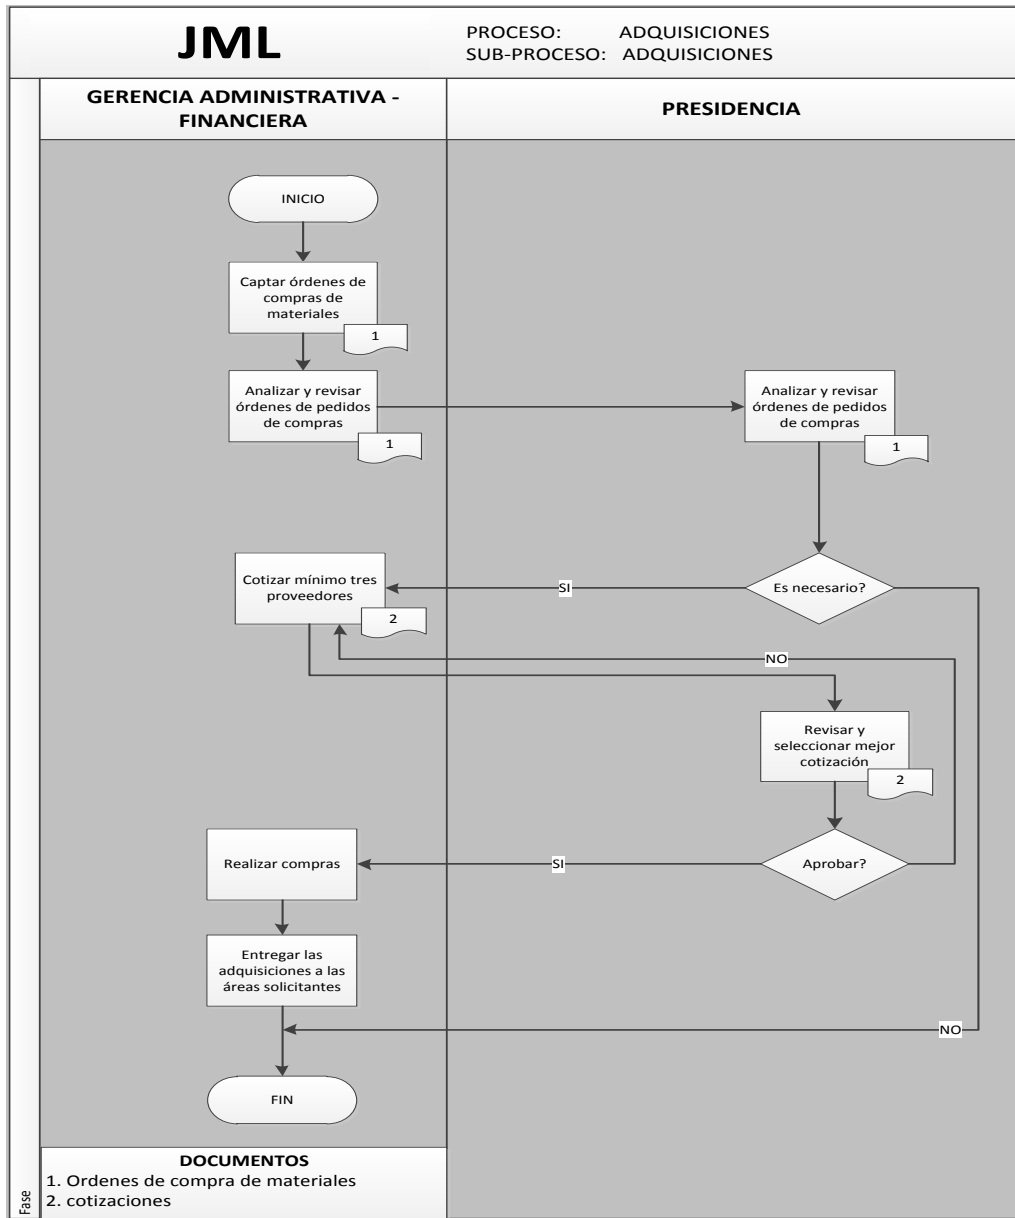 JML
PROCESO: ADQUISICIONES
SUB-PROCESO: ADQUISICIONES
GERENCIA ADMINISTRATIVA -
FINANCIERA
PRESIDENCIA
INICIO
Captar órdenes de
compras de
materiales
1
Analizar y revisar
órdenes de pedidos
de compras
1
Analizar y revisar
órdenes de pedidos
de compras
1
Es necesario?
SI
Cotizar mínimo tres
proveedores
2
NO
Revisar y
seleccionar mejor
cotización
2
Aprobar?
SI
Realizar compras
Entregar las
adquisiciones a las
áreas solicitantes
NO
FIN
DOCUMENTOS
1. Ordenes de compra de materiales
2. cotizaciones
Fase